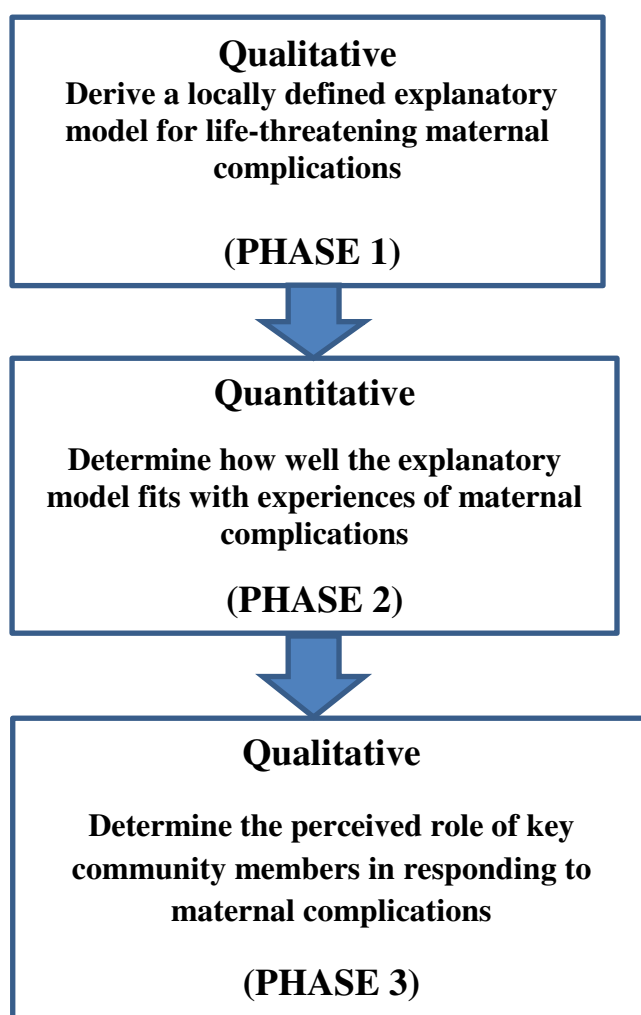 Qualitative
Derive a locally defined explanatory
model for life-threatening maternal
complications
(PHASE 1)
Quantitative
Determine how well the explanatory
model fits with experiences of maternal
complications
(PHASE 2)
Qualitative
Determine the perceived role of key
community members in responding to
maternal complications
(PHASE 3)